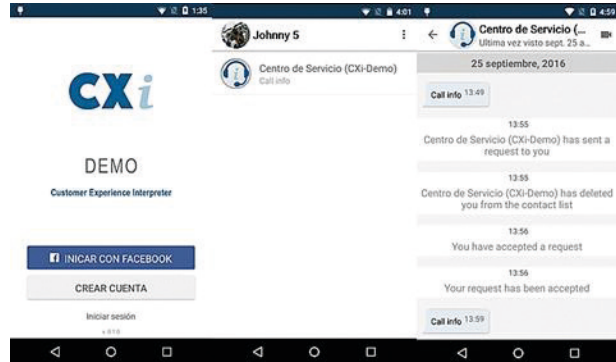 1:35
CXi
DEMO
Customer Experience Interpreter
INICAR CON FACEBOOK
CREAR CUENTA
Iniciar sesión
4:01
Johnny 5
Centro de Servicio (CXi-Demo)
Call info
4:59
Centro de Servicio (...
Ultima vez visto sept. 25 a...
25 septiembre, 2016
Call info 13:49
13:55
Centro de Servicio (CXi-Demo) has sent a
request to you
13:55
Centro de Servicio (CXi-Demo) has deleted
you from the contact list
13:56
You have accepted a request
13:56
Your request has been accepted
Call info 13:59